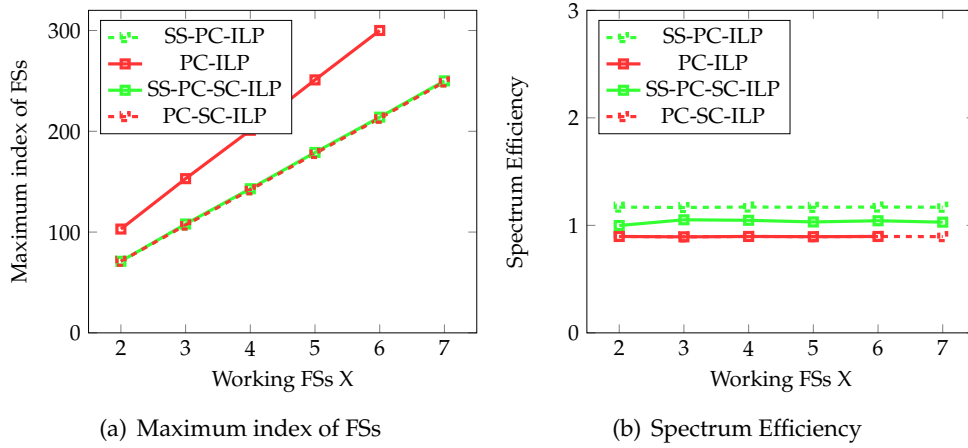 Maximum index of FSs
300
200
100
0
SS-PC-ILP
PC-ILP
SS-PC-SC-ILP
PC-SC-ILP
2 3 4 5 6 7
Working FSs X
(a) Maximum index of FSs
Spectrum Efficiency
3
2
1
0
SS-PC-ILP
PC-ILP
SS-PC-SC-ILP
PC-SC-ILP
2 3 4 5 6 7
Working FSs X
(b) Spectrum Efficiency